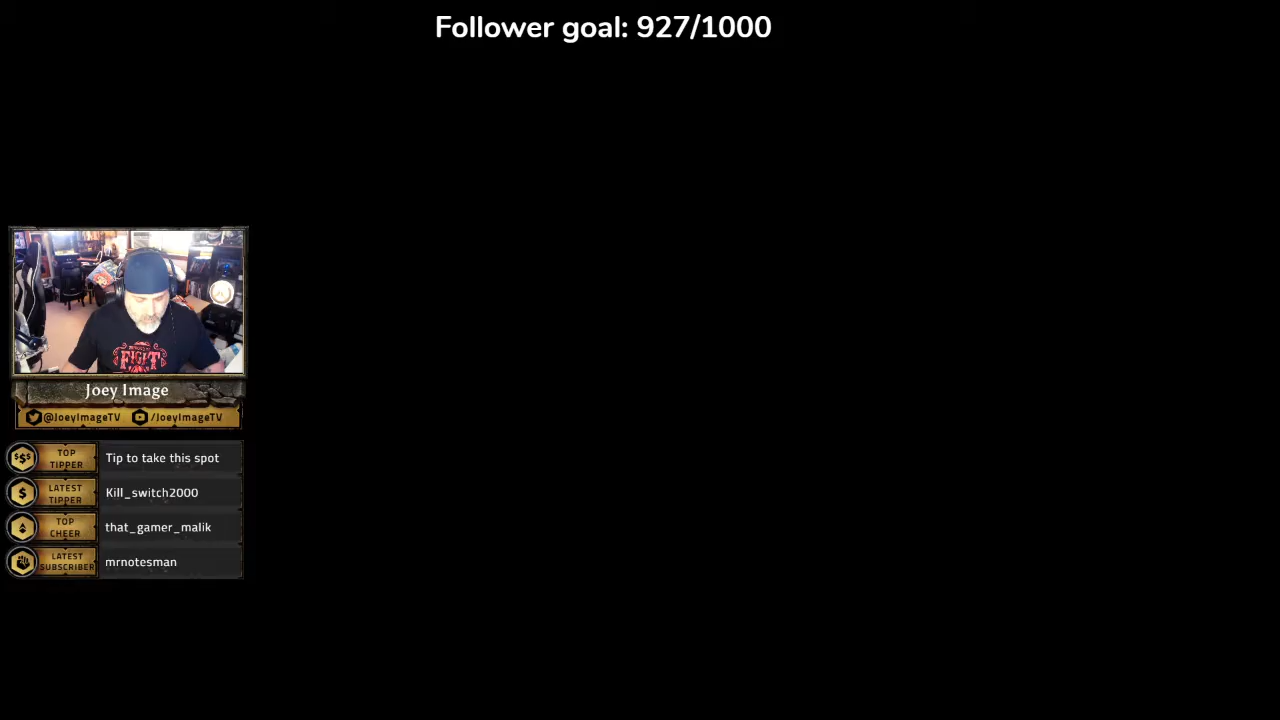 Follower goal: 927/1000
FIGHT
Joey Image
@JoeyImageTV /JoeyImageTV
TOP TIPPER Tip to take this spot
LATEST TIPPER Kill_switch2000
TOP CHEER that_gamer_malik
LATEST SUBSCRIBER mrnotesman